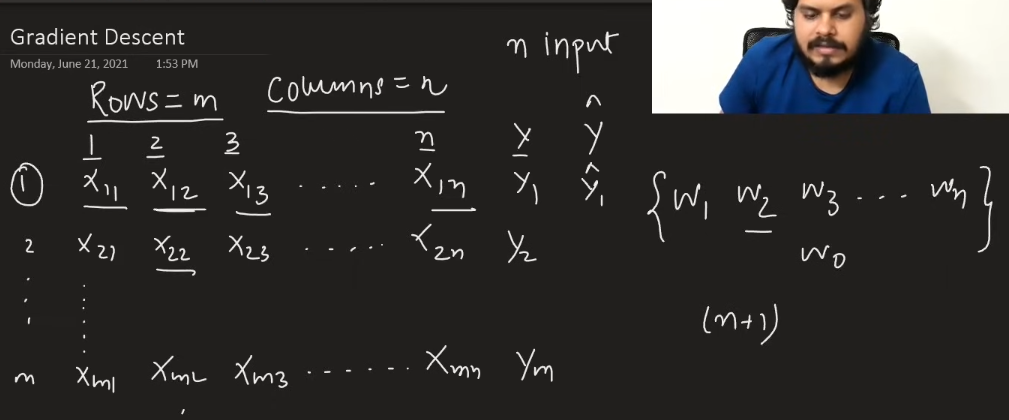 Gradient Descent
Monday, June 21, 2021 1:53 PM
n input
Rows = m Columns = n
1 2 3 n y ŷ
1 x11 x12 x13 ...... x1n y1 ŷ1
{w1 w2 w3 ... wn}
2 x21 x22 x23 ...... x2n y2
w0
(n+1)
m xm1 xm2 xm3 ....... xmn ym